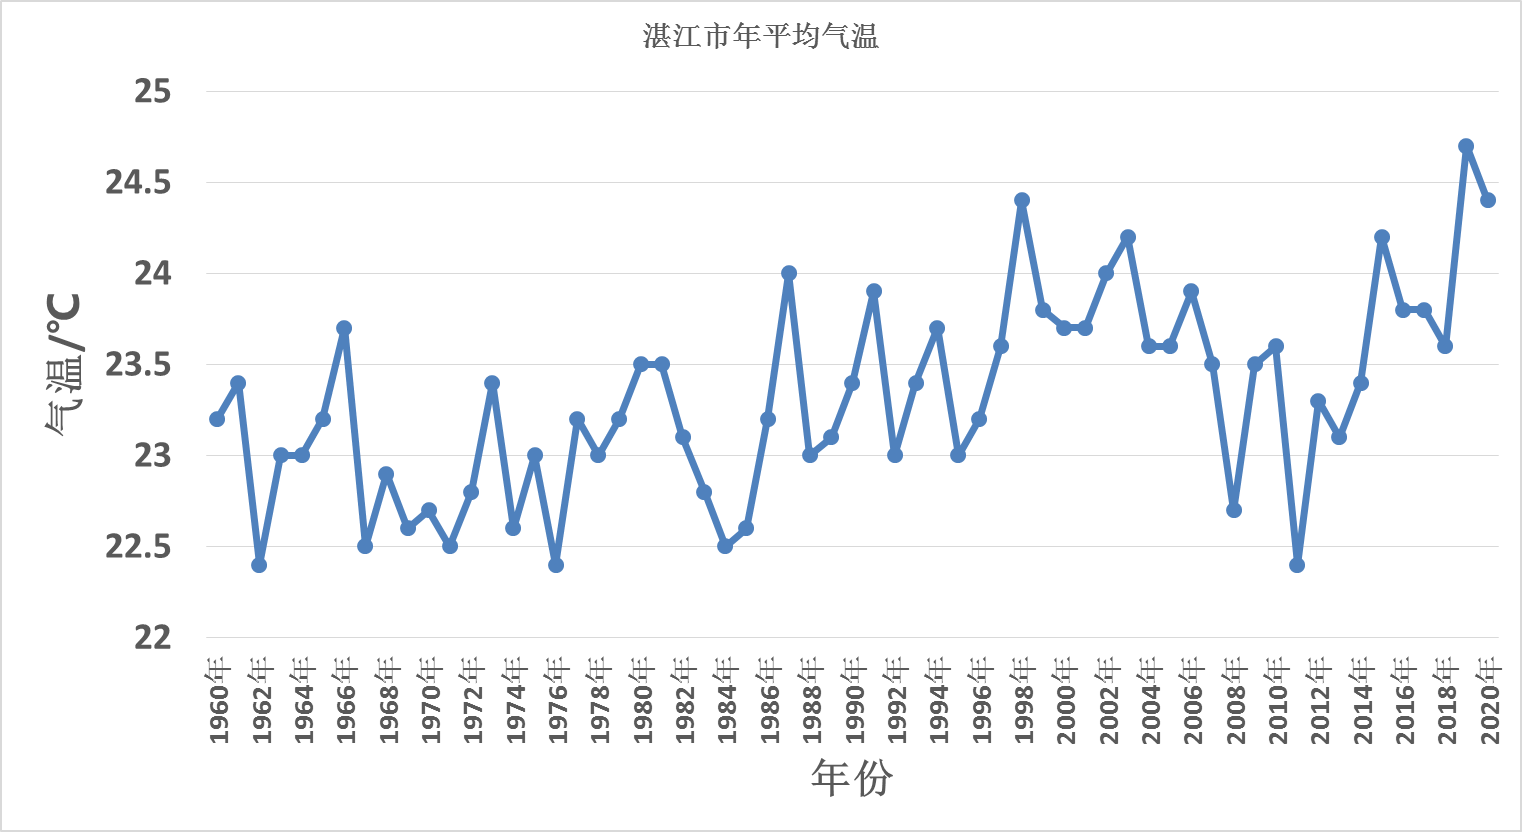 湛江市年平均气温
25
24.5
24
23.5
23
22.5
22
气温/℃
1960年
1962年
1964年
1966年
1968年
1970年
1972年
1974年
1976年
1978年
1980年
1982年
1984年
1986年
1988年
1990年
1992年
1994年
1996年
1998年
2000年
2002年
2004年
2006年
2008年
2010年
2012年
2014年
2016年
2018年
2020年
年份